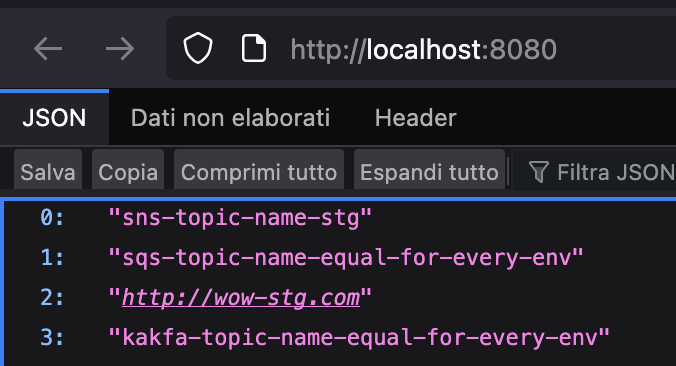 http://localhost:8080
JSON Dati non elaborati Header
Salva Copia Comprimi tutto Espandi tutto Filtra JSON
0: "sns-topic-name-stg"
1: "sqs-topic-name-equal-for-every-env"
2: "http://wow-stg.com"
3: "kakfa-topic-name-equal-for-every-env"